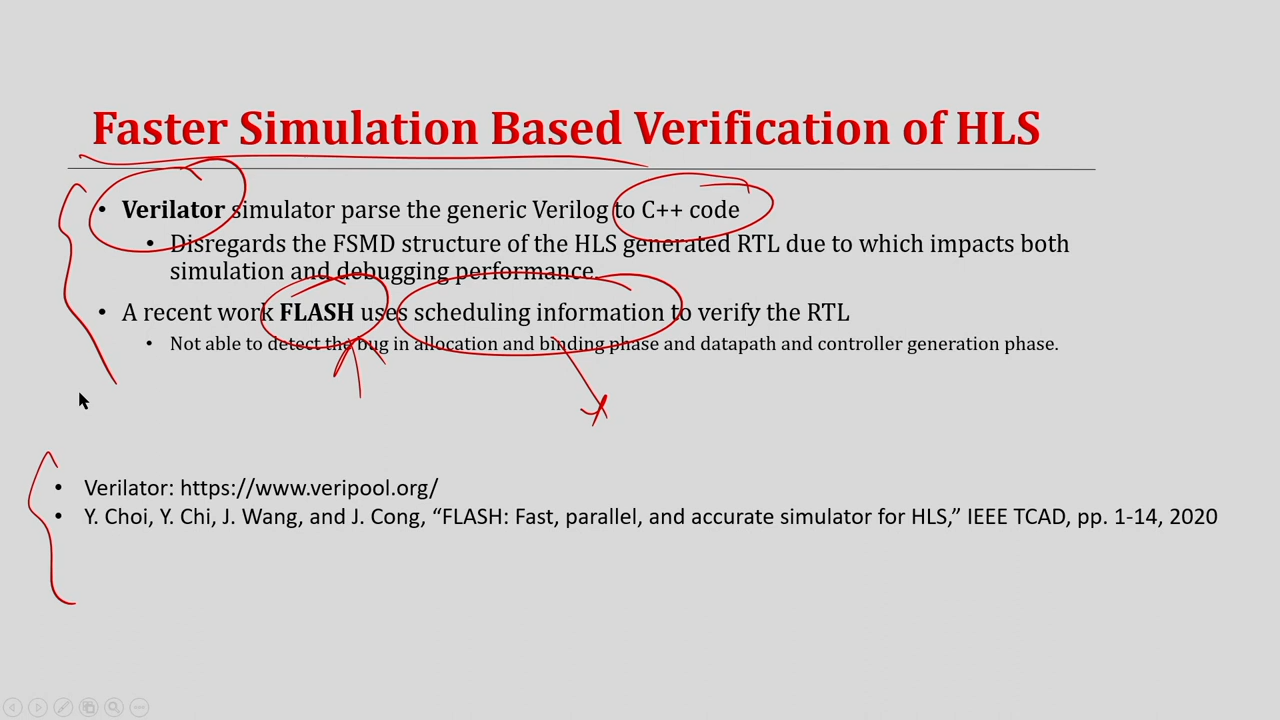 Faster Simulation Based Verification of HLS
• Verilator simulator parse the generic Verilog to C++ code
• Disregards the FSMD structure of the HLS generated RTL due to which impacts both
simulation and debugging performance.
• A recent work FLASH uses scheduling information to verify the RTL
• Not able to detect the bug in allocation and binding phase and datapath and controller generation phase.
• Verilator: https://www.veripool.org/
• Y. Choi, Y. Chi, J. Wang, and J. Cong, “FLASH: Fast, parallel, and accurate simulator for HLS,” IEEE TCAD, pp. 1-14, 2020